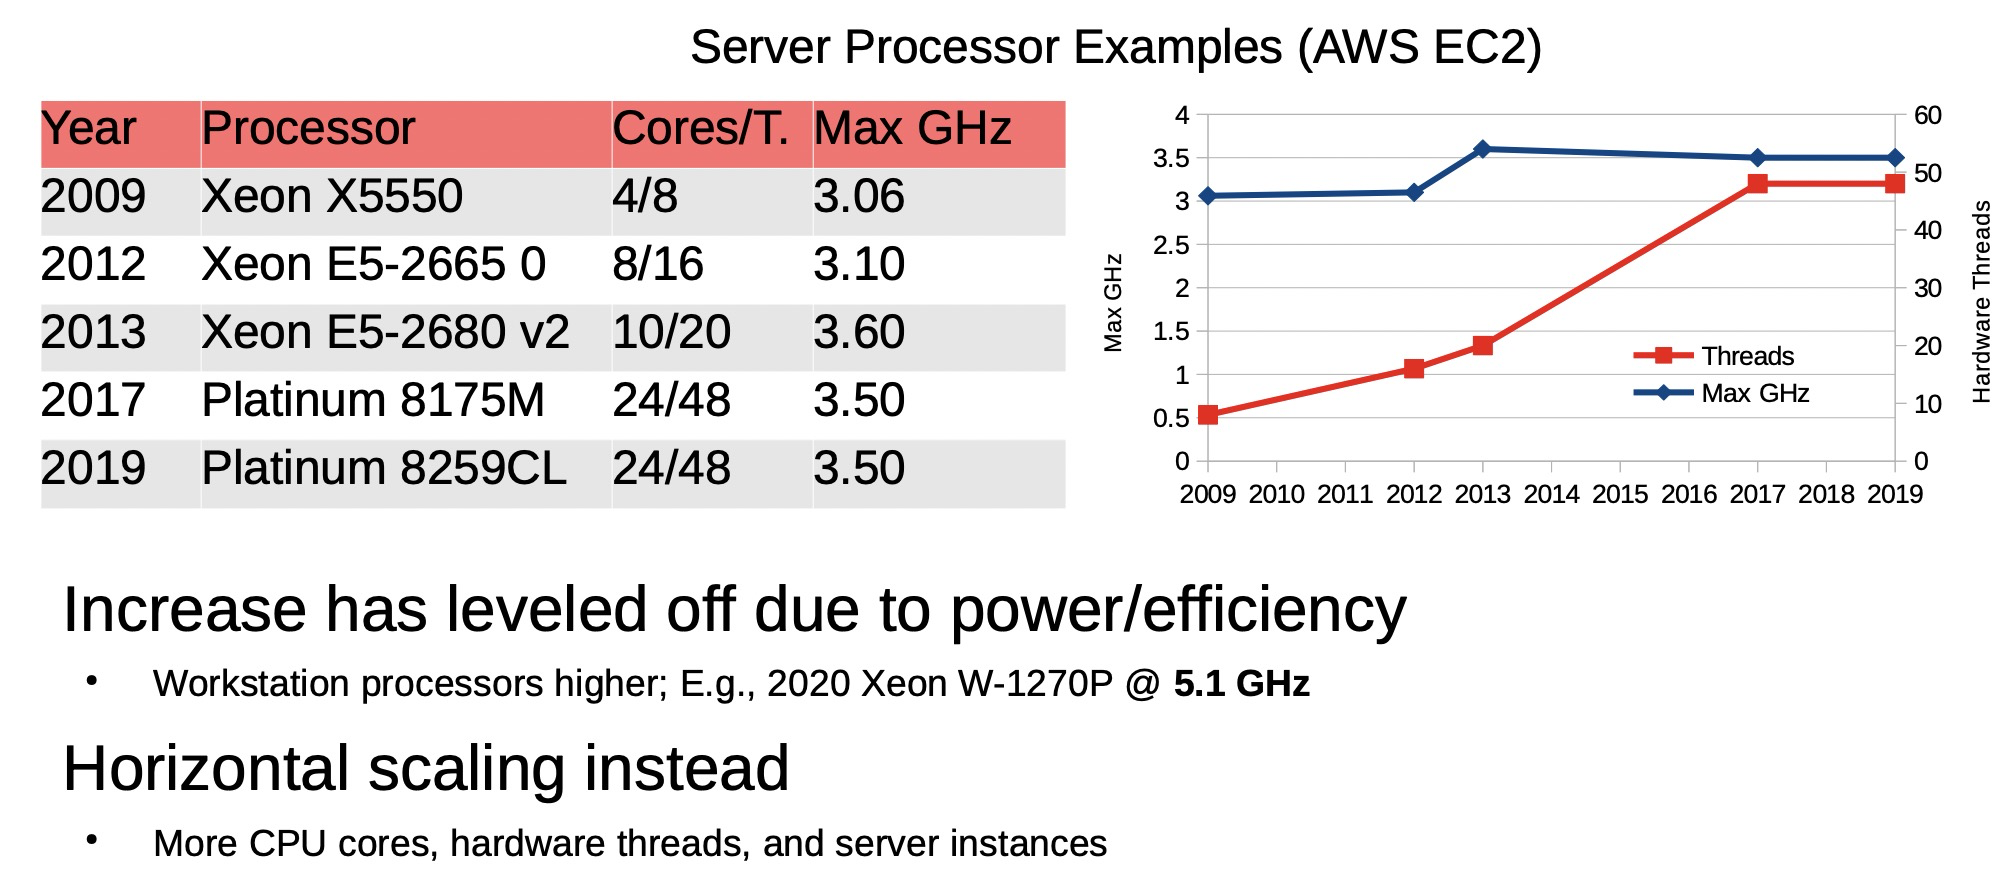 Server Processor Examples (AWS EC2)
Year Processor Cores/T. Max GHz
2009 Xeon X5550 4/8 3.06
2012 Xeon E5-2665 0 8/16 3.10
2013 Xeon E5-2680 v2 10/20 3.60
2017 Platinum 8175M 24/48 3.50
2019 Platinum 8259CL 24/48 3.50
Max GHz
4
3.5
3
2.5
2
1.5
1
0.5
0
60
50
40
30
20
10
0
Hardware Threads
Threads
Max GHz
2009 2010 2011 2012 2013 2014 2015 2016 2017 2018 2019
Increase has leveled off due to power/efficiency
• Workstation processors higher; E.g., 2020 Xeon W-1270P @ 5.1 GHz
Horizontal scaling instead
• More CPU cores, hardware threads, and server instances